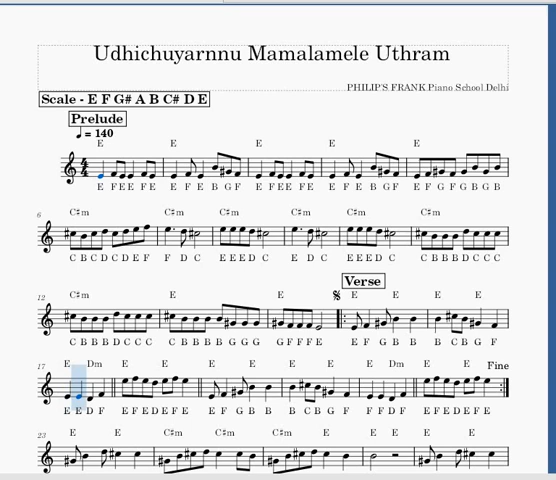 Udhichuyarnnu Mamalamele Uthram
PHILIP'S FRANK Piano School Delhi
Scale - E F G# A B C# D E
Prelude
= 140
E E E E E
E F E E F E E F E B G F E F E E F E E F E B G F E F G F G B G B
6 C#m C#m E C#m E C#m C#m
C B C D C D E F F D C E E E D C E D C E E E D C C B B B D C C C
Verse
12 C#m E E E B E
C B B B D C C C C B B B G G G G F F F E E F G B B B C B G F
Fine
17 E Dm E E E E B E E Dm E E
E E D F E F E D E F E E F G B B B C B G F E F D F E F E D E F E
23 E E C#m C#m E C#m E E E E